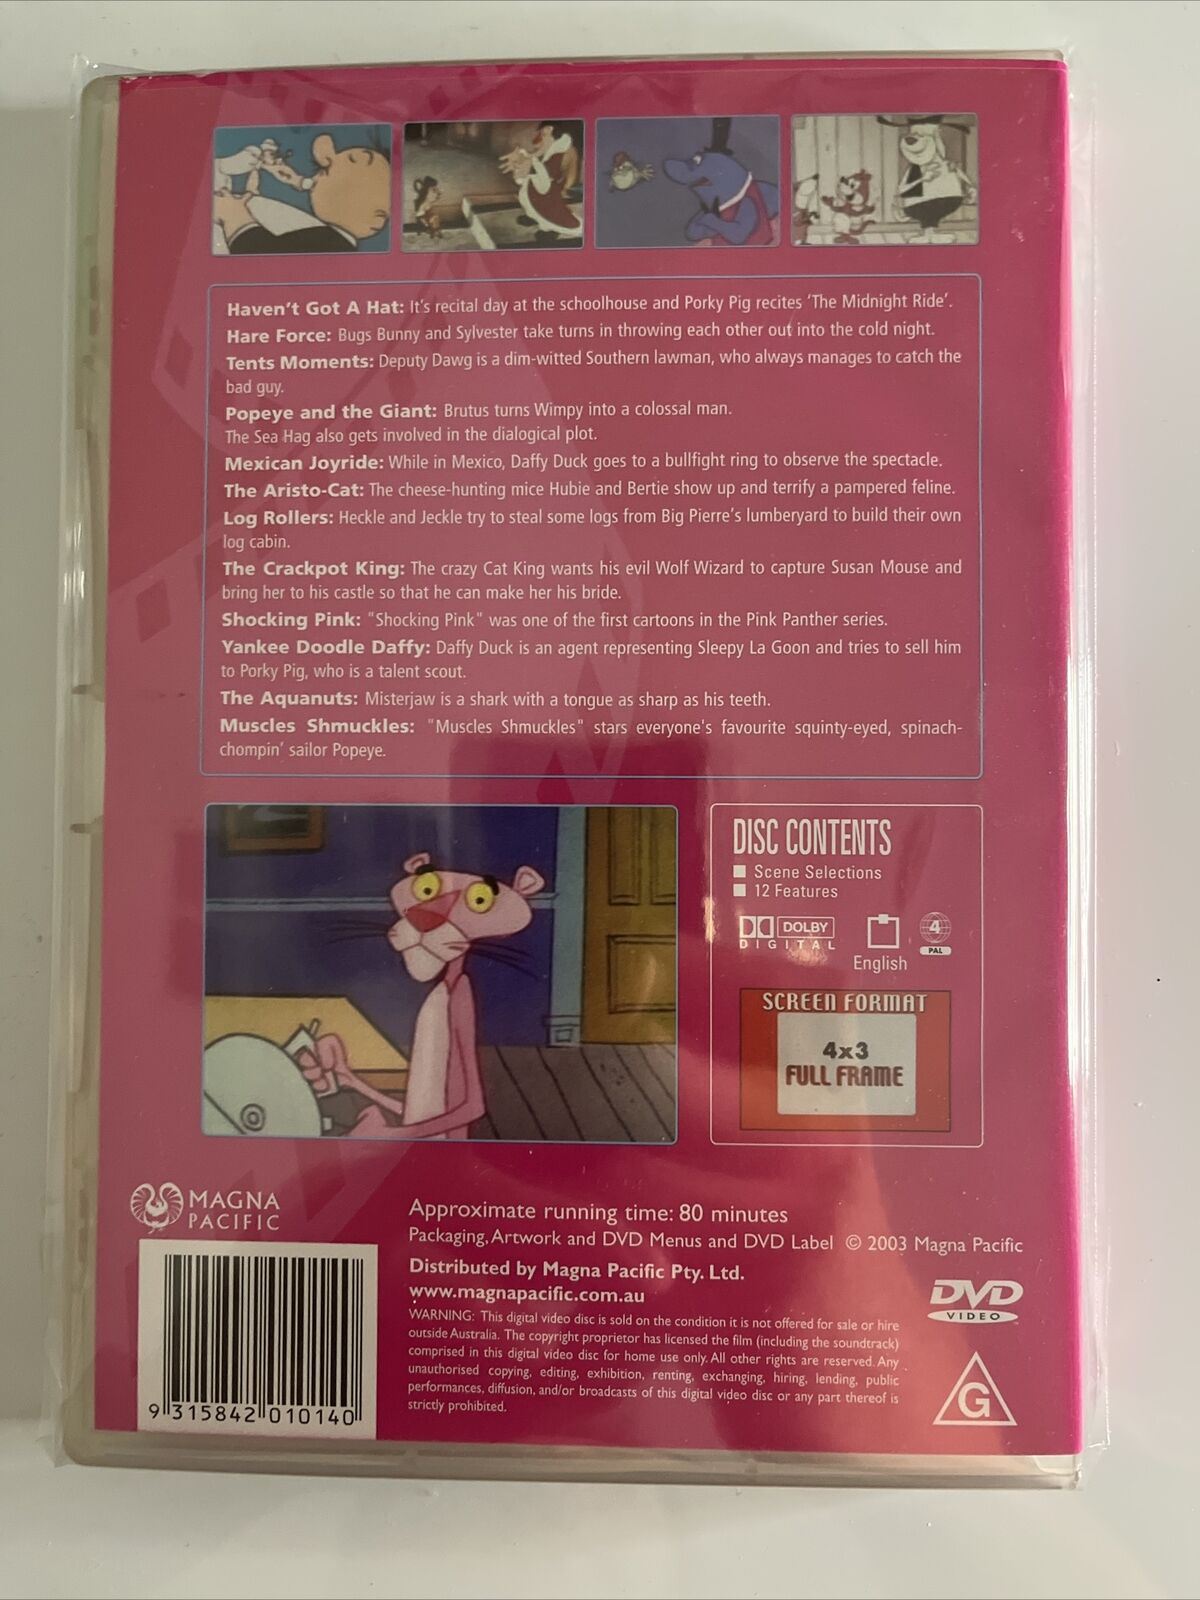 Haven't Got A Hat: It's recital day at the schoolhouse and Porky Pig recites 'The Midnight Ride'.
Hare Force: Bugs Bunny and Sylvester take turns in throwing each other out into the cold night.
Tents Moments: Deputy Dawg is a dim-witted Southern lawman, who always manages to catch the
bad guy.
Popeye and the Giant: Brutus turns Wimpy into a colossal man.
The Sea Hag also gets involved in the dialogical plot.
Mexican Joyride: While in Mexico, Daffy Duck goes to a bullfight ring to observe the spectacle.
The Aristo-Cat: The cheese-hunting mice Hubie and Bertie show up and terrify a pampered feline.
Log Rollers: Heckle and Jeckle try to steal some logs from Big Pierre's lumberyard to build their own
log cabin.
The Crackpot King: The crazy Cat King wants his evil Wolf Wizard to capture Susan Mouse and
bring her to his castle so that he can make her his bride.
Shocking Pink: "Shocking Pink" was one of the first cartoons in the Pink Panther series.
Yankee Doodle Daffy: Daffy Duck is an agent representing Sleepy La Goon and tries to sell him
to Porky Pig, who is a talent scout.
The Aquanuts: Misterjaw is a shark with a tongue as sharp as his teeth.
Muscles Shmuckles: "Muscles Shmuckles" stars everyone's favourite squinty-eyed, spinach-
chompin' sailor Popeye.
DISC CONTENTS
Scene Selections
12 Features
DOLBY
DIGITAL
English
4
PAL
SCREEN FORMAT
4x3
FULL FRAME
MAGNA
PACIFIC
9 315842 010140
Approximate running time: 80 minutes
Packaging, Artwork and DVD Menus and DVD Label © 2003 Magna Pacific
Distributed by Magna Pacific Pty. Ltd.
www.magnapacific.com.au
WARNING: This digital video disc is sold on the condition it is not offered for sale or hire
outside Australia. The copyright proprietor has licensed the film (including the soundtrack)
comprised in this digital video disc for home use only. All other rights are reserved. Any
unauthorised copying, editing, exhibition, renting, exchanging, hiring, lending, public
performances, diffusion, and/or broadcasts of this digital video disc or any part thereof is
strictly prohibited.
DVD
VIDEO
G